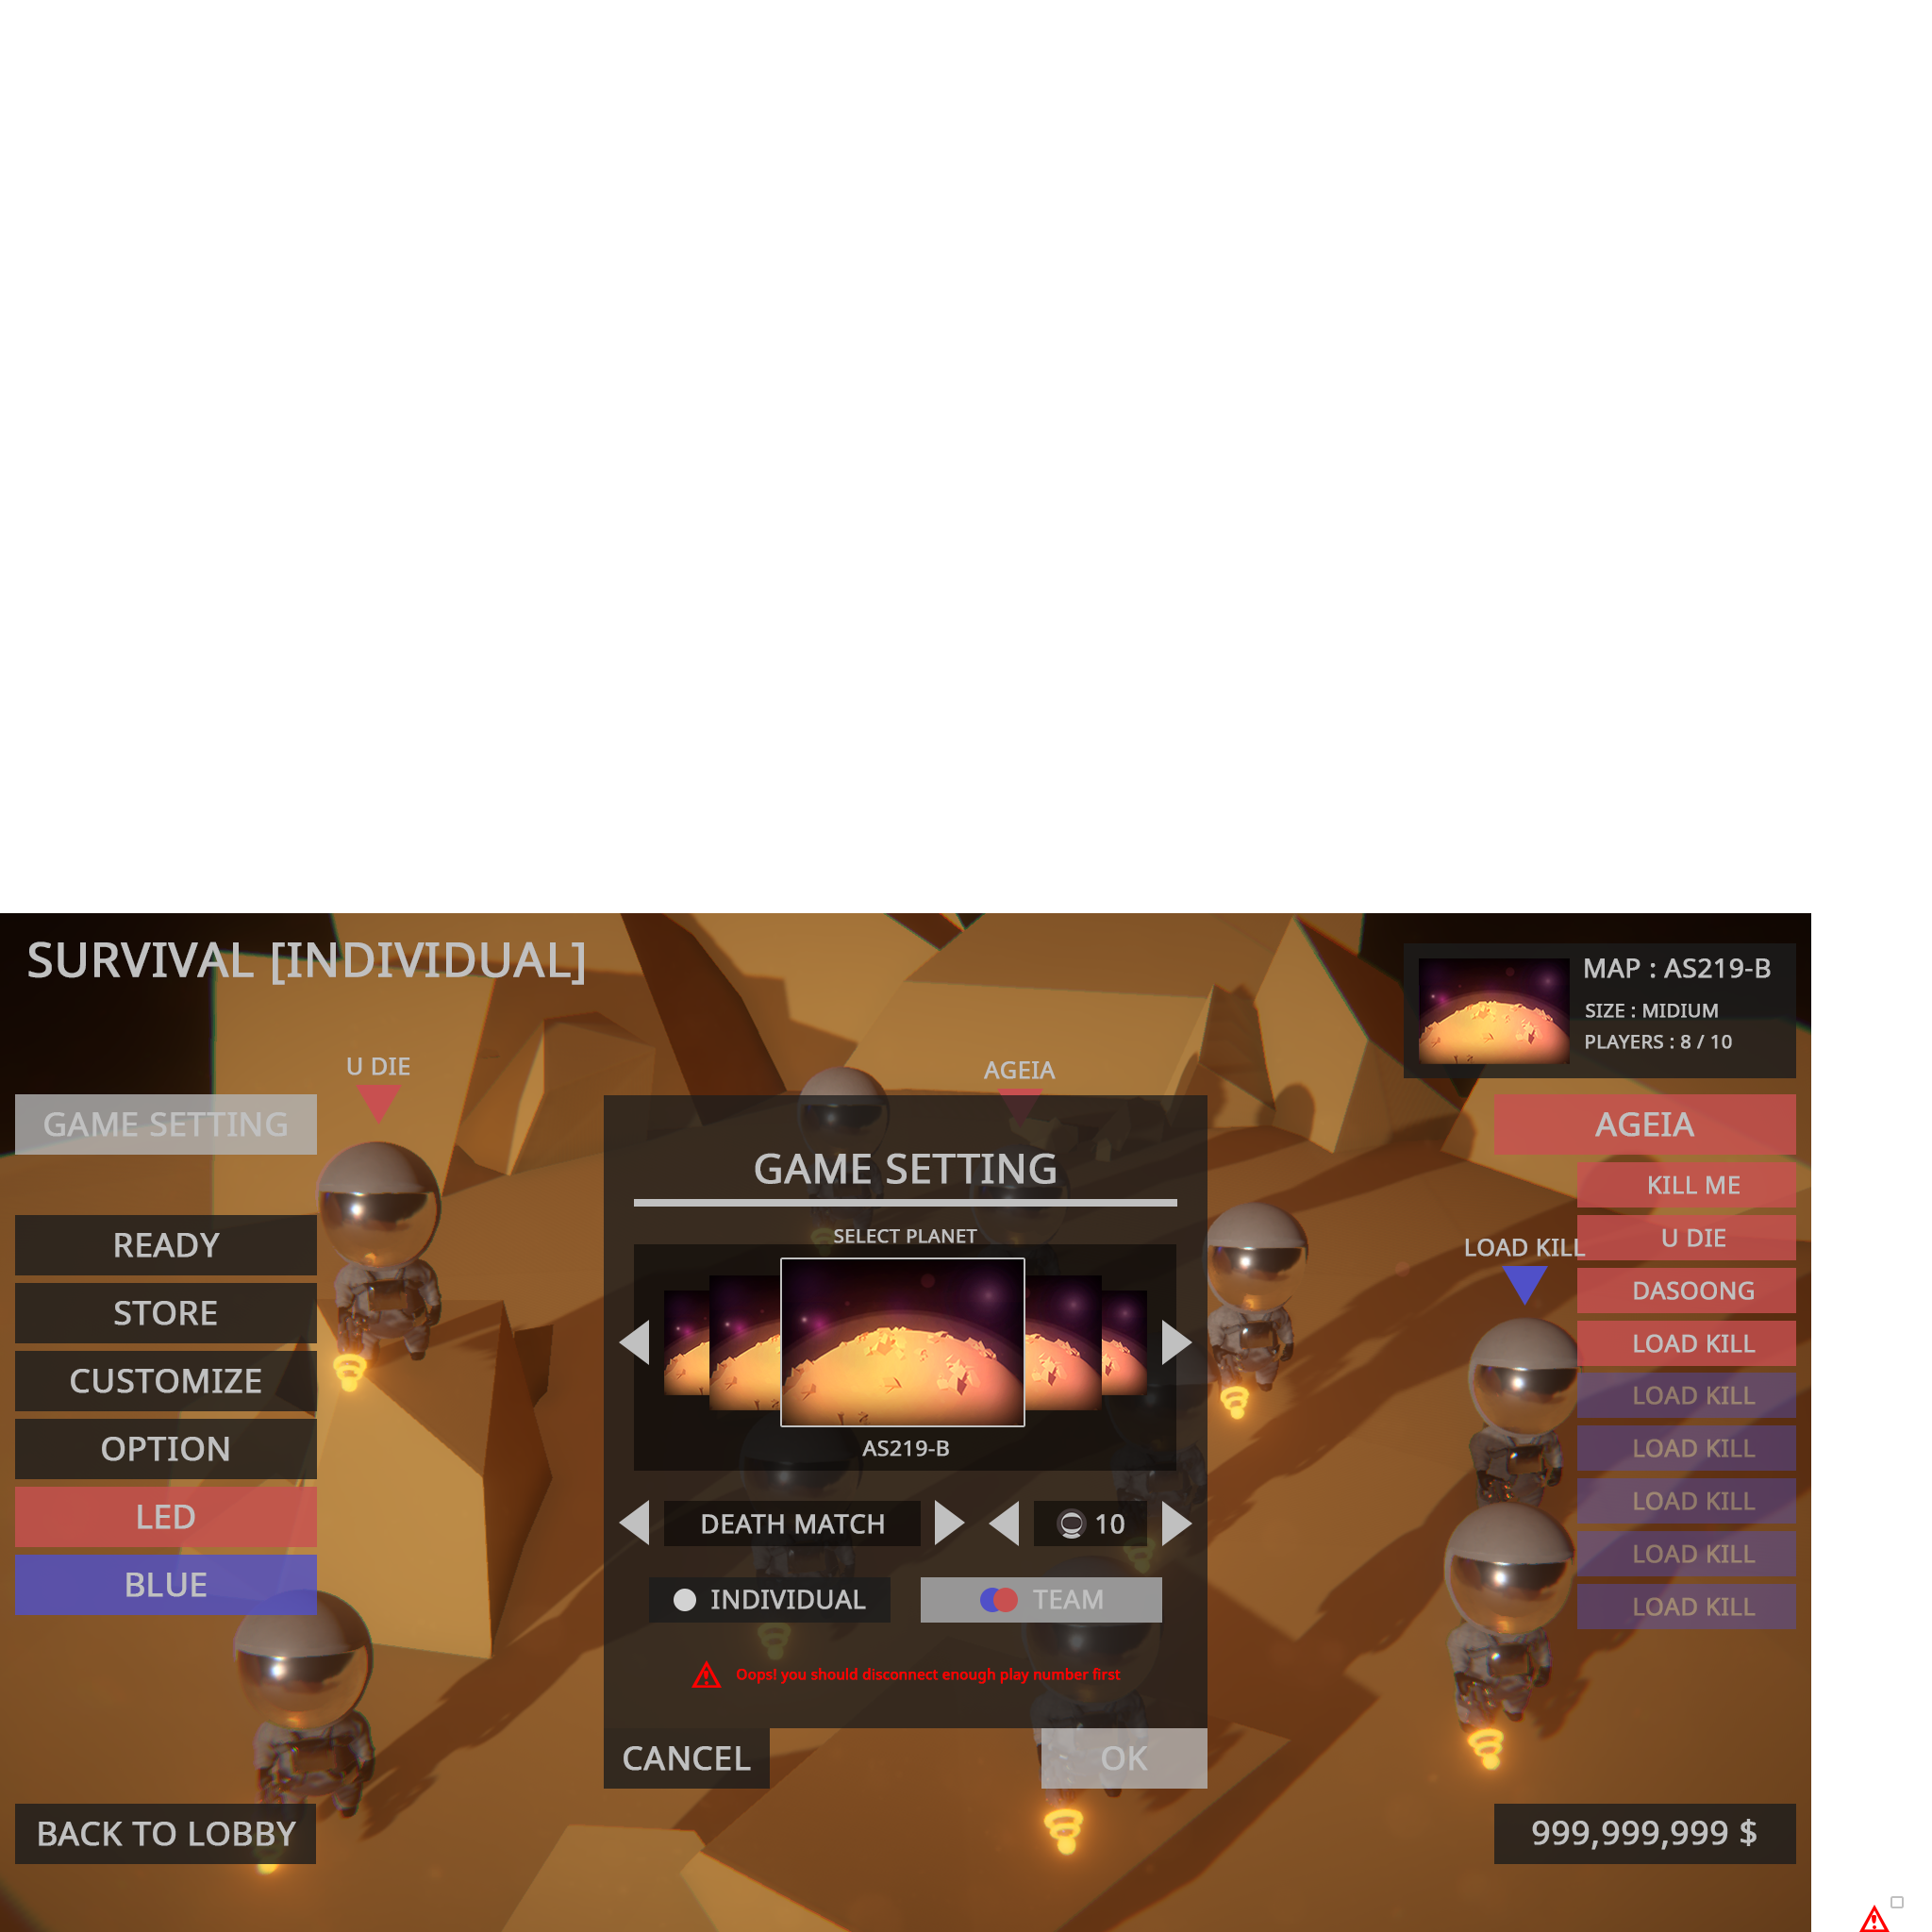 SURVIVAL [INDIVIDUAL]
MAP : AS219-B
SIZE : MIDIUM
PLAYERS : 8 / 10
U DIE
AGEIA
GAME SETTING
READY
STORE
CUSTOMIZE
OPTION
LED
BLUE
BACK TO LOBBY
GAME SETTING
SELECT PLANET
AS219-B
DEATH MATCH
10
INDIVIDUAL
TEAM
Oops! you should disconnect enough play number first
CANCEL
OK
LOAD KILL
AGEIA
KILL ME
U DIE
DASOONG
LOAD KILL
LOAD KILL
LOAD KILL
LOAD KILL
LOAD KILL
LOAD KILL
999,999,999 $